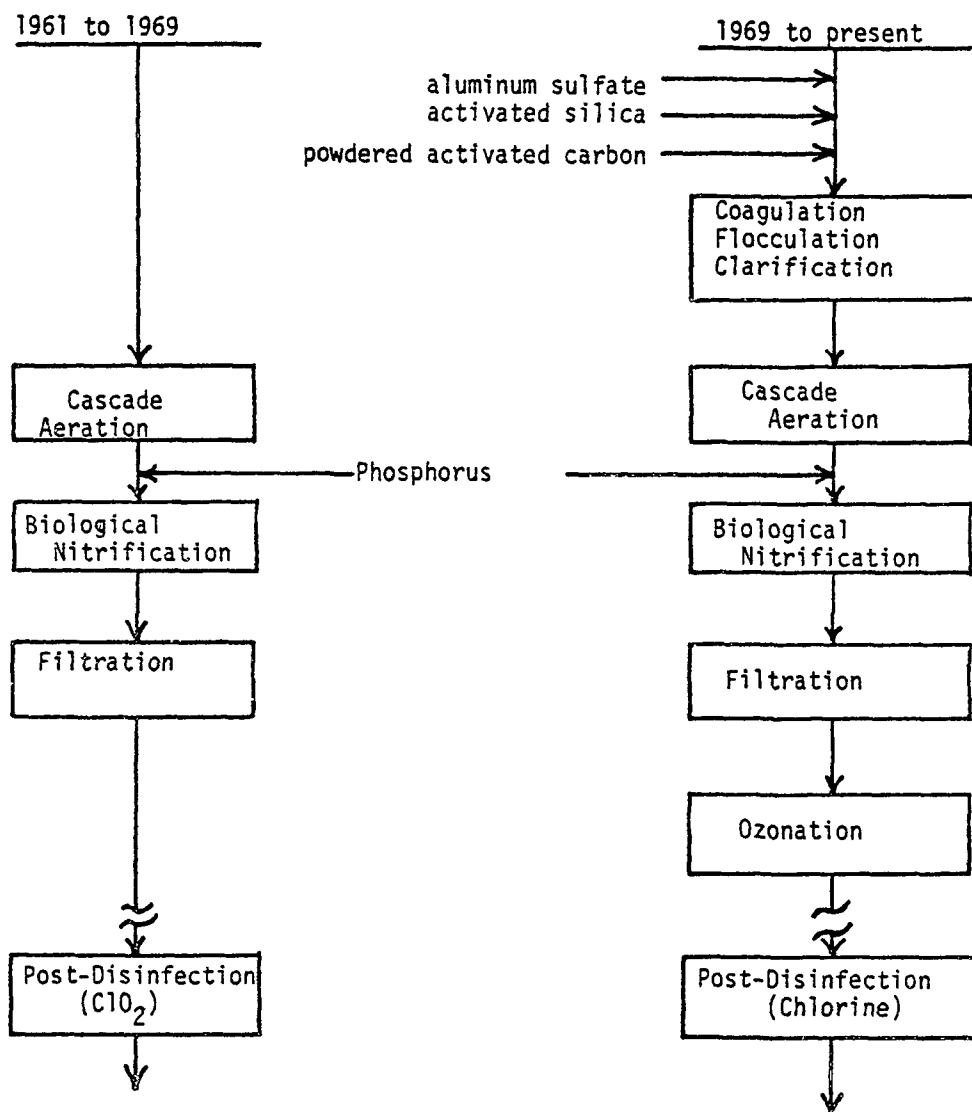 1961 to 1969
Cascade
Aeration
Phosphorus
Biological
Nitrification
Filtration
Post-Disinfection
(ClO₂)
1969 to present
aluminum sulfate
activated silica
powdered activated carbon
Coagulation
Flocculation
Clarification
Cascade
Aeration
Biological
Nitrification
Filtration
Ozonation
Post-Disinfection
(Chlorine)